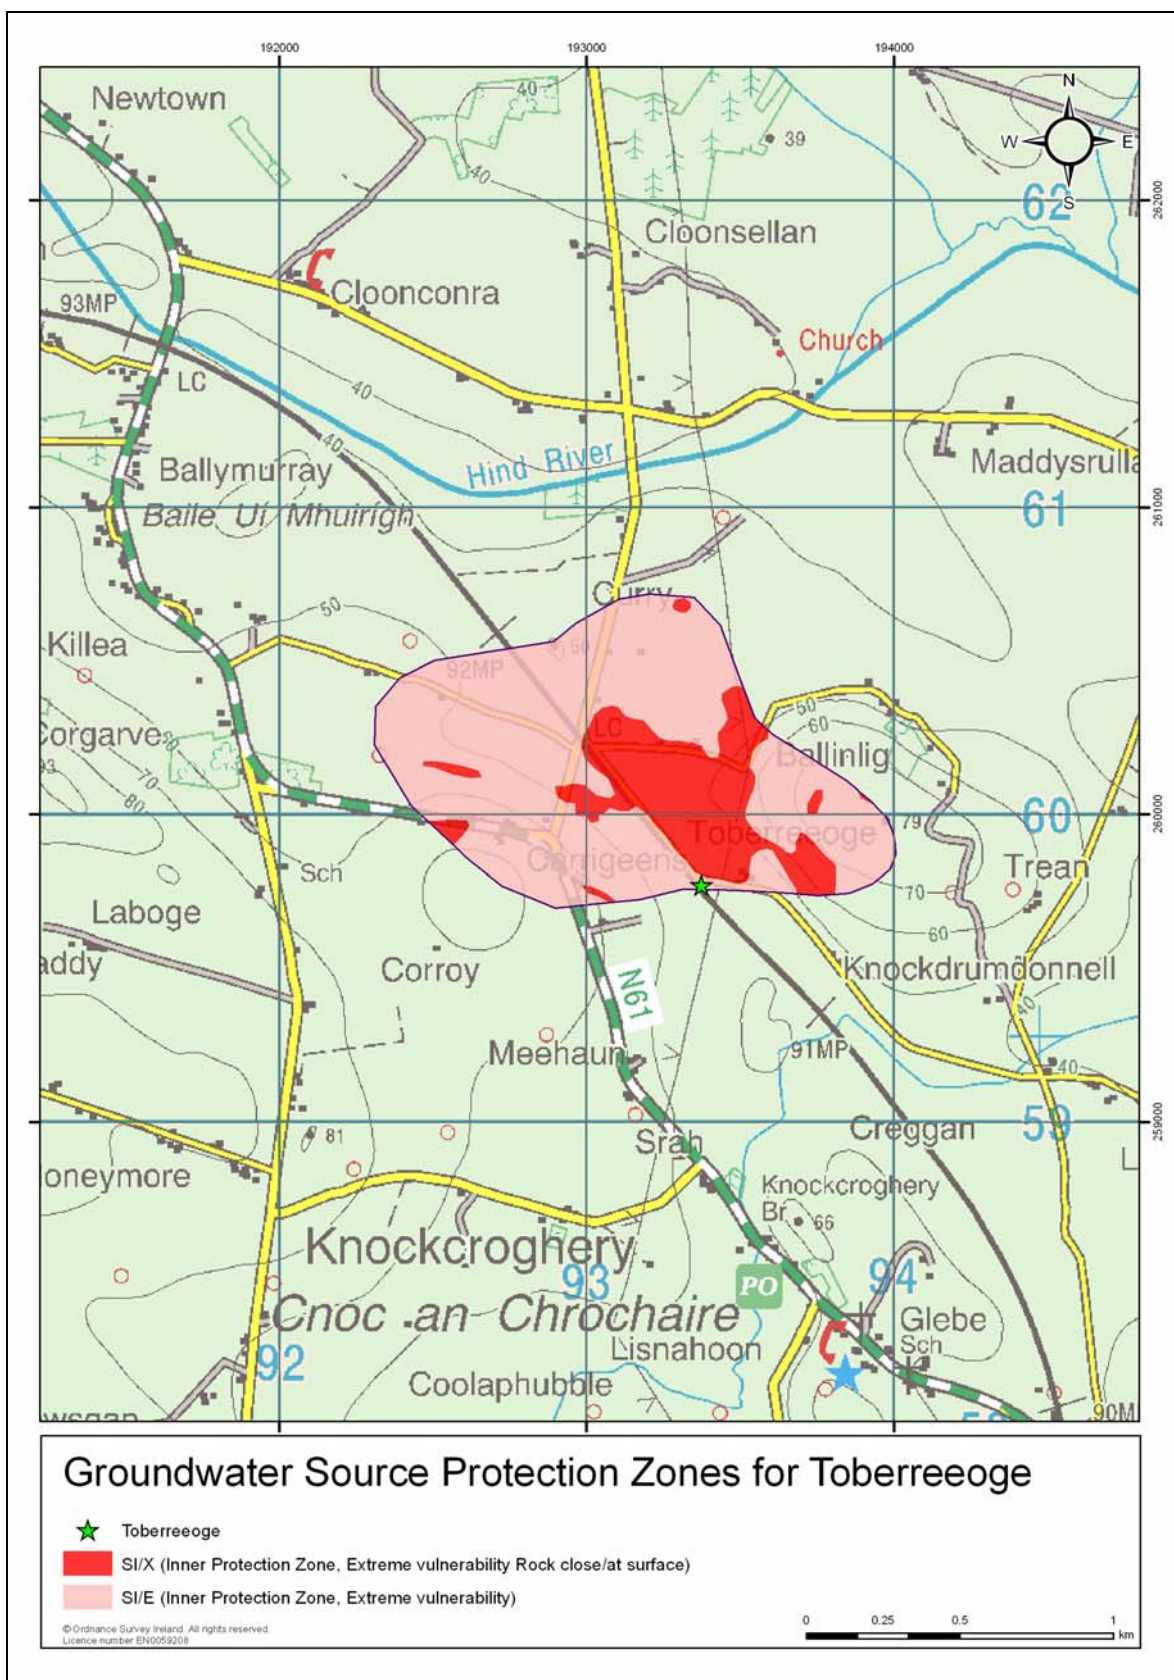 192000 193000 194000
Newtown
40
39
N
W E
S
62
262000
40
Cloonsellan
Cloonconra
93MP
Church
LC
40
40
Hind River
Ballymurray
Maddysrulla
Baile Uí Mhuirígh
61
261000
Curry
50
Killea
92MP
50
50
60
LC
Corgarve
Ballinlig
70
80
93
79
60
260000
Toberreeoge
Carrigeens
Sch
Trean
70
Laboge
60
addy
Corroy
Knockdrumdonnell
N61
40
Meehaun
91MP
40
81
Srah
Creggan
59
259000
L
oneymore
Knockcroghery
Br
66
Knockcroghery
93
PO
94
Cnoc an Chrochaire
Glebe
Lisnahoon
Sch
92
Coolaphubble
90M
Groundwater Source Protection Zones for Toberreeoge
Toberreeoge
SI/X (Inner Protection Zone, Extreme vulnerability Rock close/at surface)
SI/E (Inner Protection Zone, Extreme vulnerability)
© Ordnance Survey Ireland. All rights reserved.
Licence number EN0059208
0 0.25 0.5 1
km